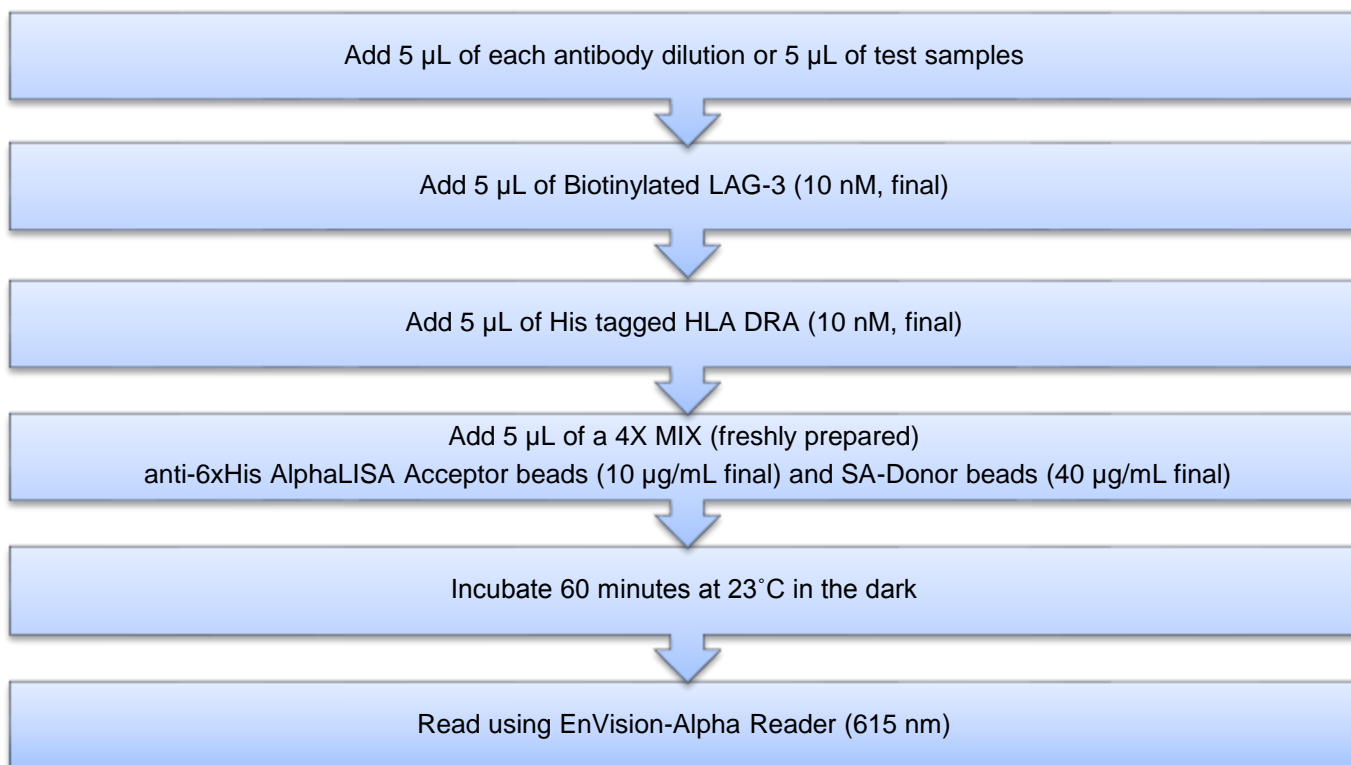 Add 5 µL of each antibody dilution or 5 µL of test samples
Add 5 µL of Biotinylated LAG-3 (10 nM, final)
Add 5 µL of His tagged HLA DRA (10 nM, final)
Add 5 µL of a 4X MIX (freshly prepared)
anti-6xHis AlphaLISA Acceptor beads (10 µg/mL final) and SA-Donor beads (40 µg/mL final)
Incubate 60 minutes at 23˚C in the dark
Read using EnVision-Alpha Reader (615 nm)